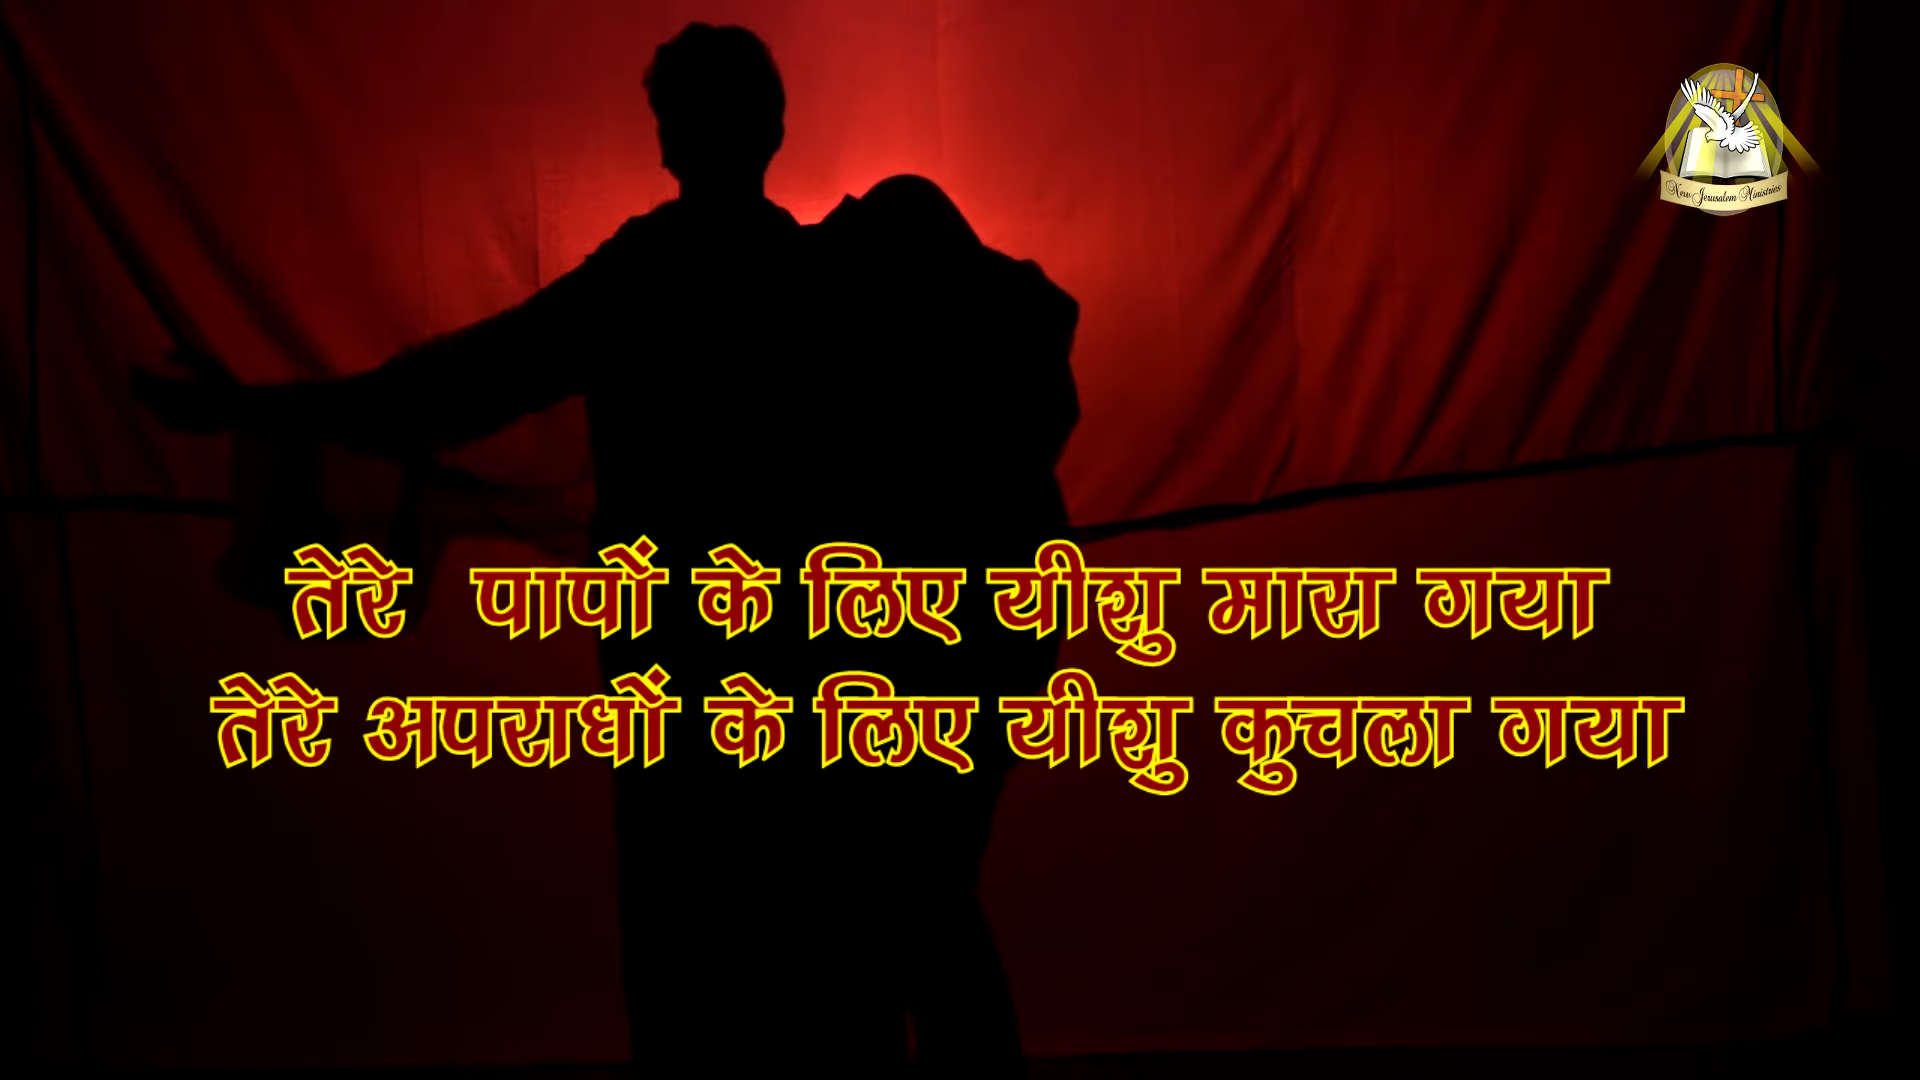 New Jerusalem Ministries
तेरे पापों के लिए यीशु मारा गया
तेरे अपराधों के लिए यीशु कुचला गया